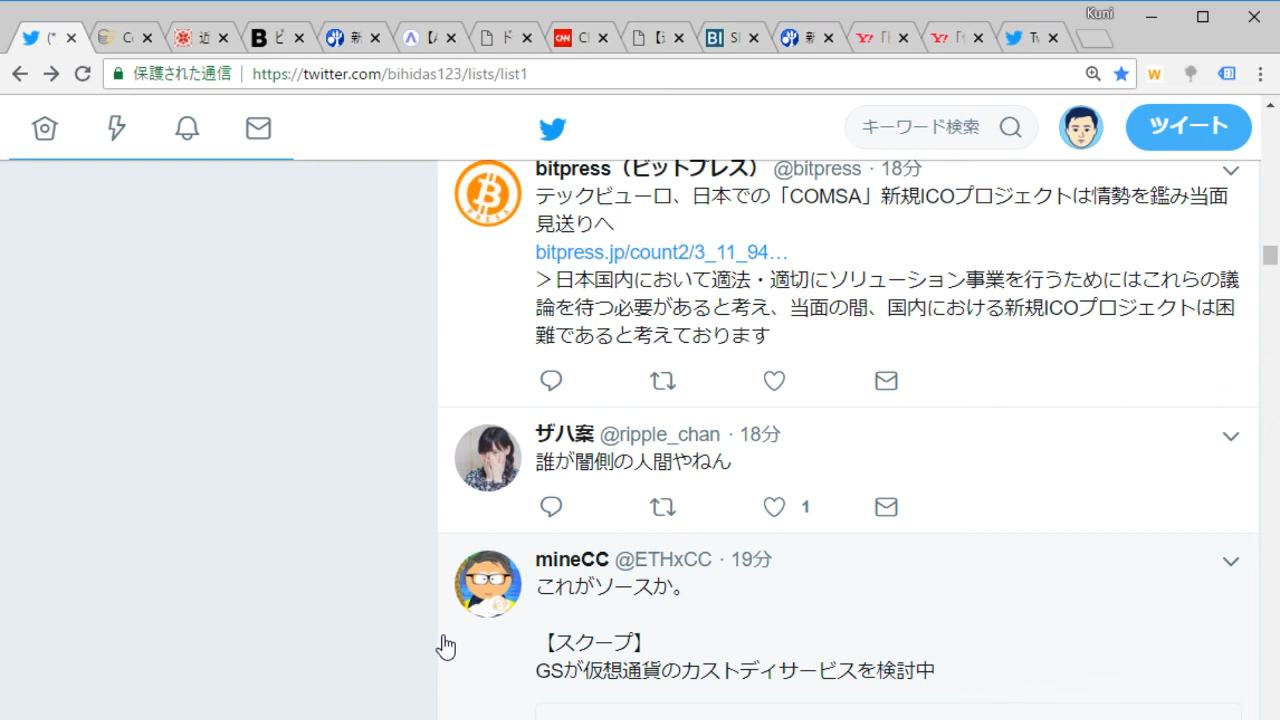 Kuni
(*
C
近
ビ
新
【A
ド
CNN
CI
【
BI
SI
新
「
「
Tw
保護された通信
https://twitter.com/bihidas123/lists/list1
キーワード検索
ツイート
bitpress（ビットプレス） @bitpress · 18分
テックビューロ、日本での「COMSA」新規ICOプロジェクトは情勢を鑑み当面
見送りへ
bitpress.jp/count2/3_11_94…
＞日本国内において適法・適切にソリューション事業を行うためにはこれらの議
論を待つ必要があると考え、当面の間、国内における新規ICOプロジェクトは困
難であると考えております
ザハ案 @ripple_chan · 18分
誰が闇側の人間やねん
1
mineCC @ETHxCC · 19分
これがソースか。
【スクープ】
GSが仮想通貨のカストディサービスを検討中